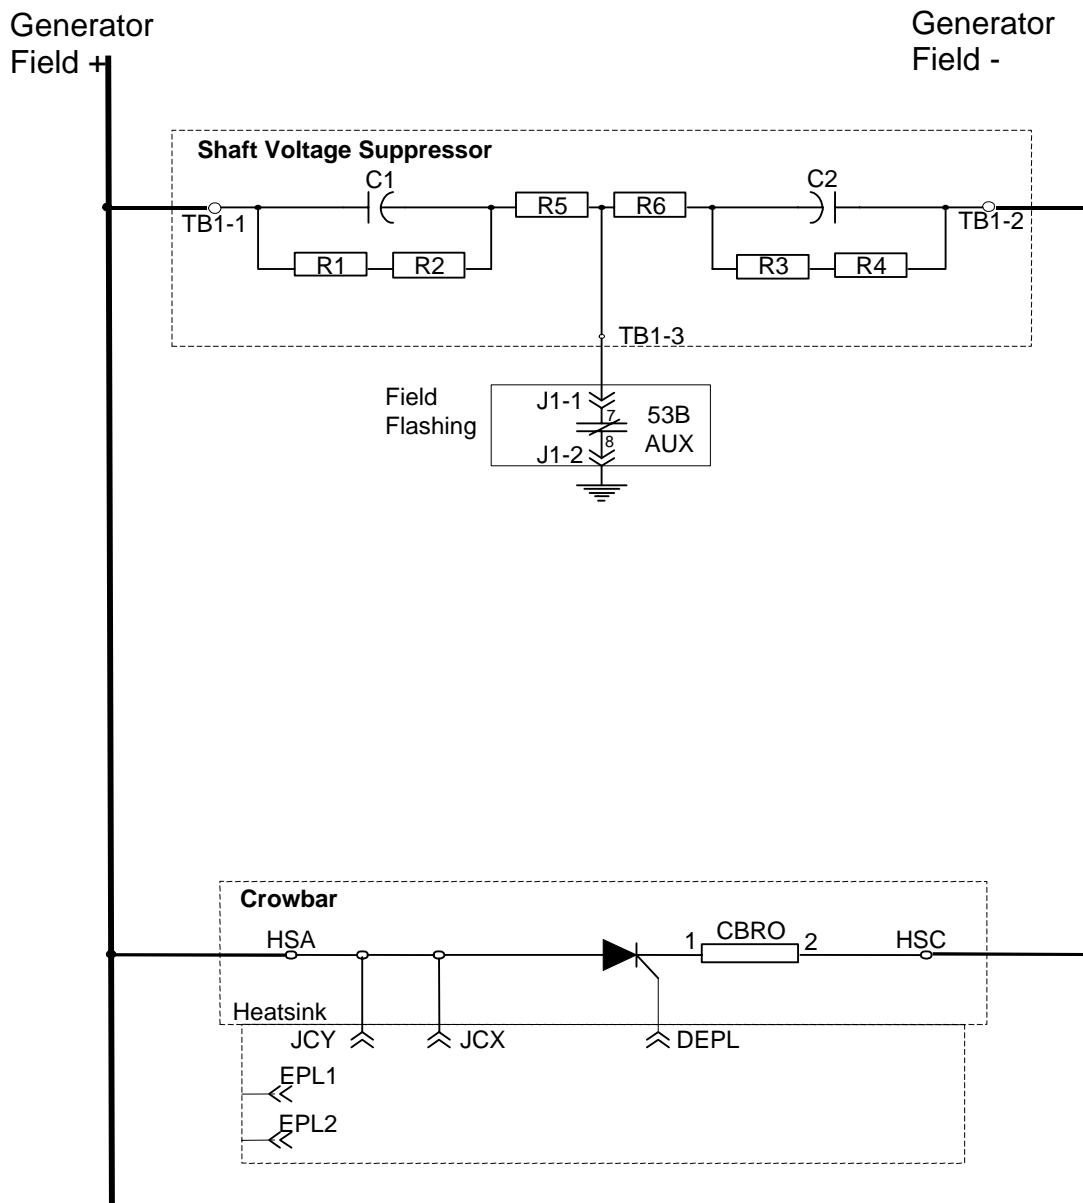 Generator
Field +
Generator
Field -
Shaft Voltage Suppressor
C1
C2
R5
R6
TB1-1
TB1-2
R1
R2
R3
R4
TB1-3
Field
Flashing
J1-1
7
53B
AUX
8
J1-2
Crowbar
HSA
1
CBRO
2
HSC
Heatsink
JCY
JCX
DEPL
EPL1
EPL2